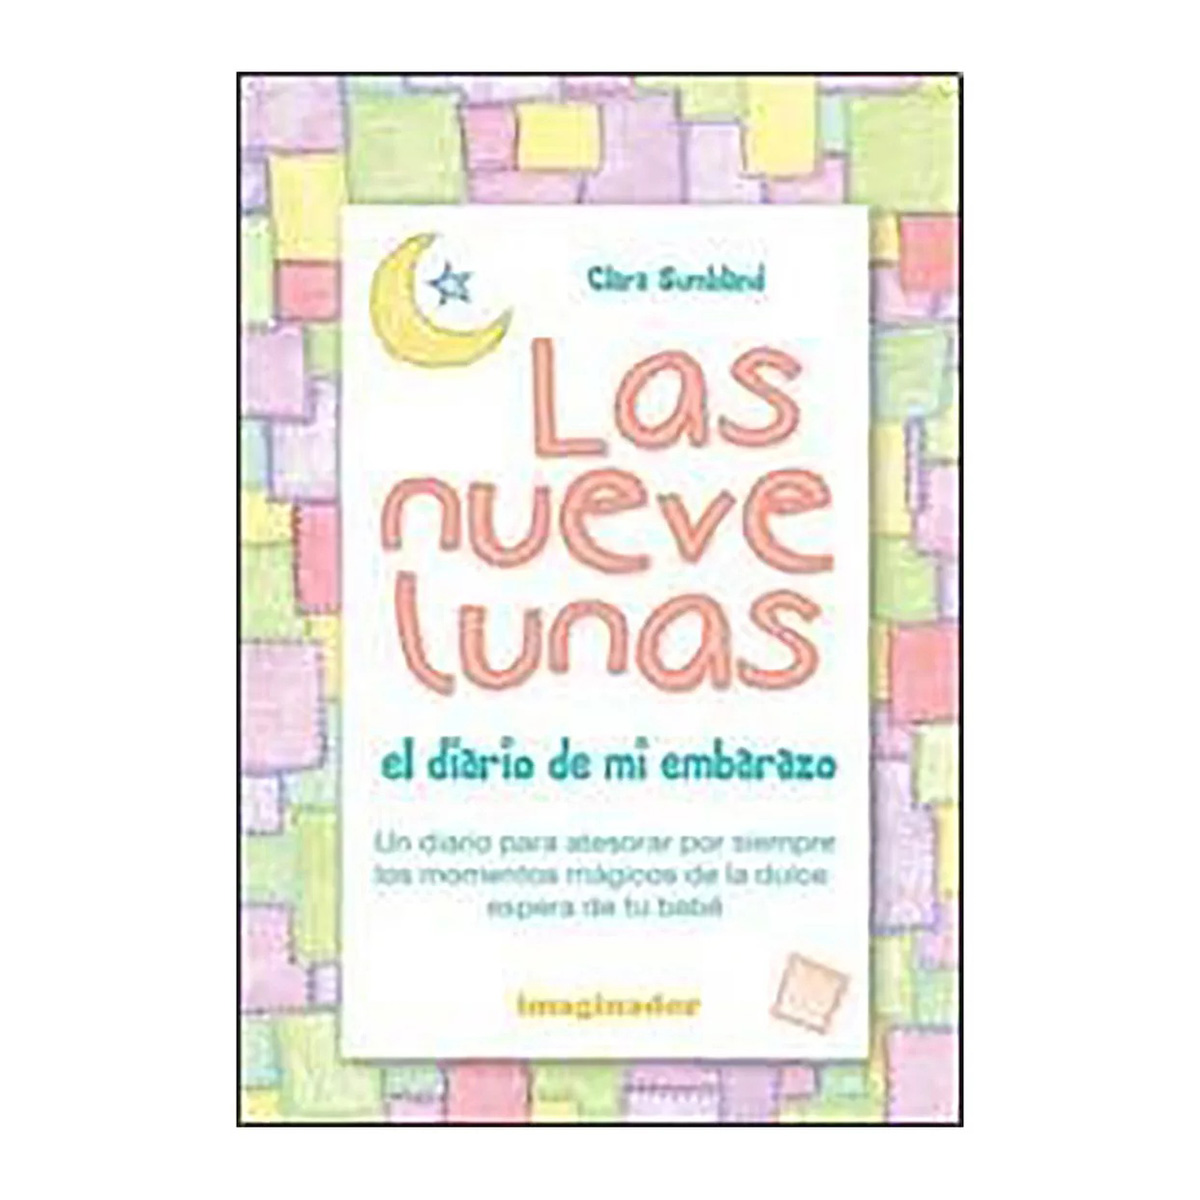 Clara Sumbland
Las
nueve
lunas
el diario de mi embarazo
Un diario para atesorar por siempre
los momentos mágicos de la dulce
espera de tu bebé
imaginador